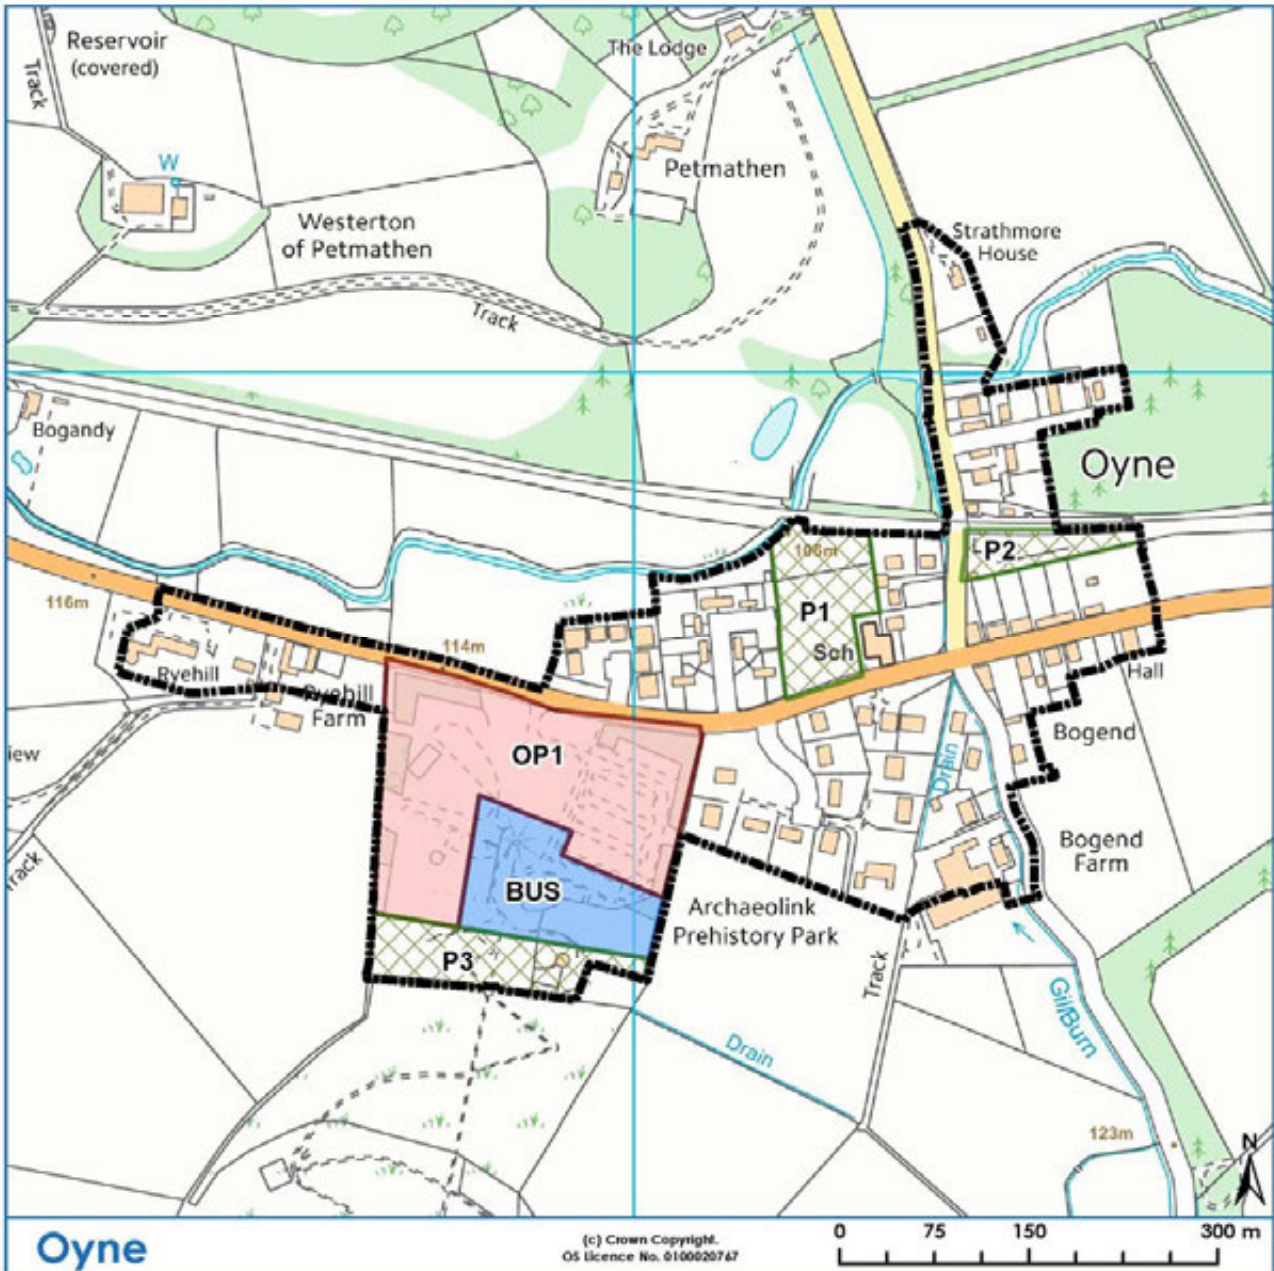 Reservoir
(covered)
The Lodge
Track
W
Petmathen
Westerton
of Petmathen
Strathmore
House
Track
Bogandy
Oyne
P2
106m
116m
P1
114m
Sch
Ryehill
Ryehill
Farm
Hall
iew
OP1
Bogend
Drain
Track
Bogend
Farm
BUS
Archaeolink
Prehistory Park
P3
Track
Gill Burn
Drain
123m
N
Oyne
(c) Crown Copyright.
OS Licence No. 0100020767
0 75 150 300 m